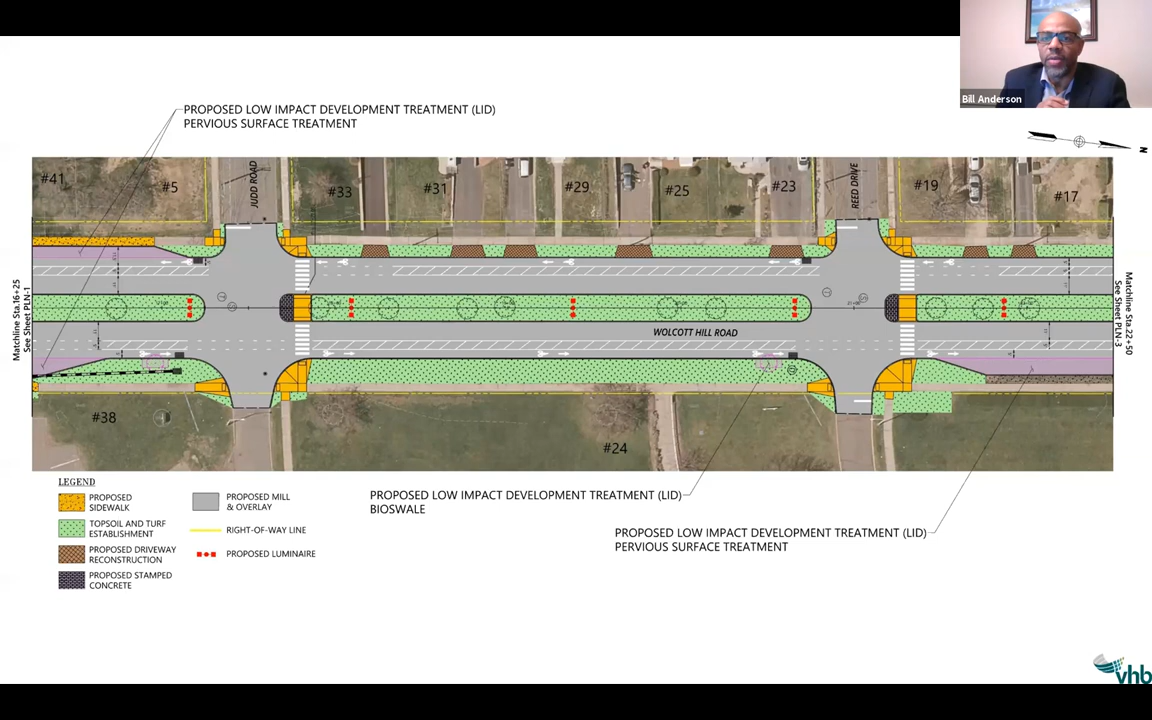 Bill Anderson
PROPOSED LOW IMPACT DEVELOPMENT TREATMENT (LID)
PERVIOUS SURFACE TREATMENT
N
#41
#5
JUDD ROAD
#33
#31
#29
#25
#23
REED DRIVE
#19
#17
Matchline Sta.16+25
See Sheet PLN-1
WOLCOTT HILL ROAD
Matchline Sta.22+50
See Sheet PLN-3
#38
#24
LEGEND
PROPOSED
SIDEWALK
TOPSOIL AND TURF
ESTABLISHMENT
PROPOSED DRIVEWAY
RECONSTRUCTION
PROPOSED STAMPED
CONCRETE
PROPOSED MILL
& OVERLAY
RIGHT-OF-WAY LINE
PROPOSED LUMINAIRE
PROPOSED LOW IMPACT DEVELOPMENT TREATMENT (LID)
BIOSWALE
PROPOSED LOW IMPACT DEVELOPMENT TREATMENT (LID)
PERVIOUS SURFACE TREATMENT
vhb